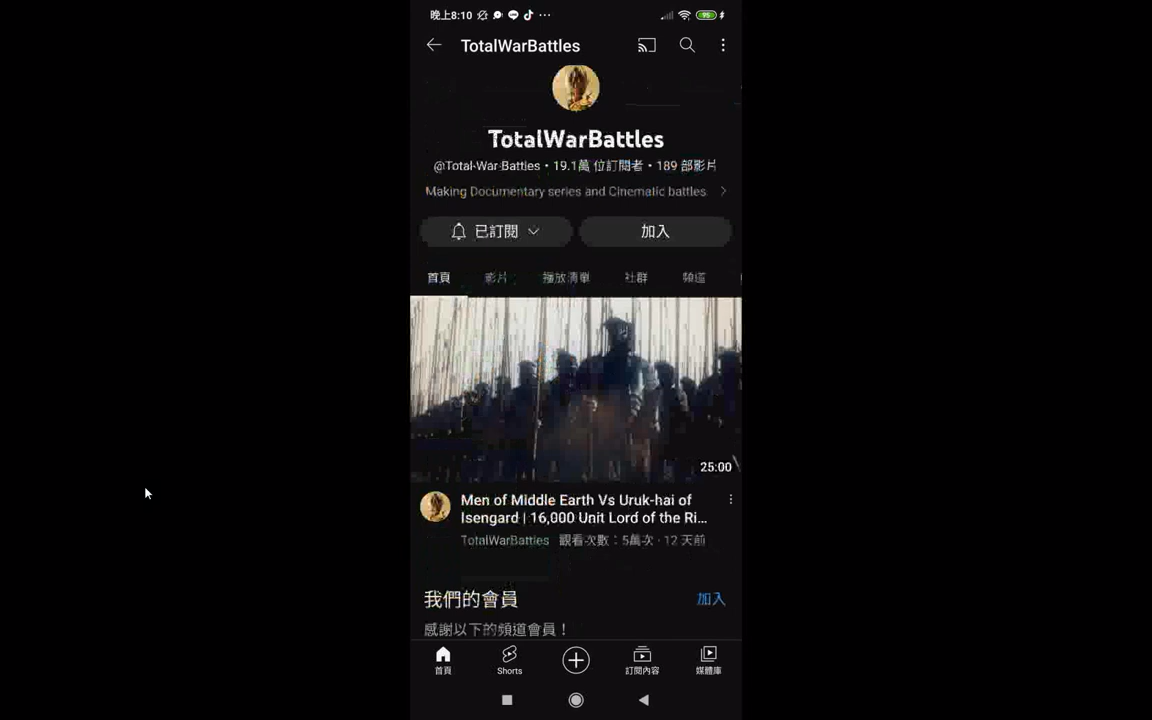 晚上8:10
95
TotalWarBattles
TotalWarBattles
@Total-War-Battles・19.1萬 位訂閱者・189 部影片
Making Documentary series and Cinematic battles
已訂閱
加入
首頁 影片 播放清單 社群 頻道
25:00
Men of Middle Earth Vs Uruk-hai of
Isengard | 16,000 Unit Lord of the Ri...
TotalWarBattles 觀看次數：5萬次 · 12 天前
我們的會員
加入
感謝以下的頻道會員！
首頁 Shorts 訂閱內容 媒體庫